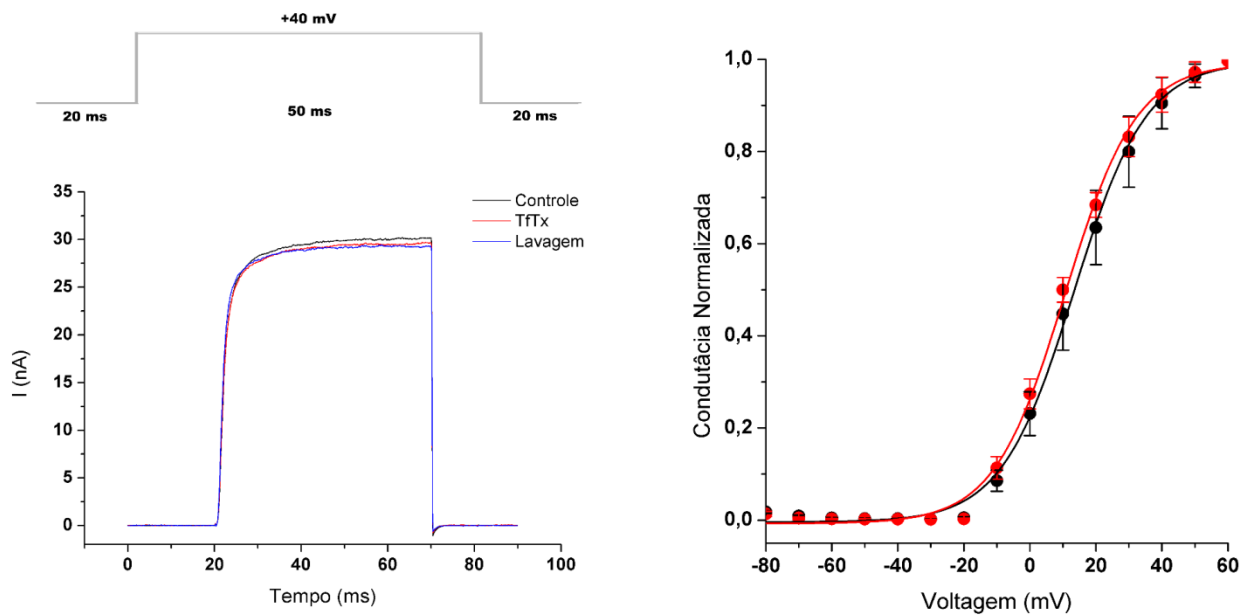 +40 mV
20 ms 50 ms 20 ms
35
30
25
20
15
10
5
0
I (nA)
Controle
TfTx
Lavagem
0 20 40 60 80 100
Tempo (ms)
1,0
0,8
0,6
0,4
0,2
0,0
Condutâcia Normalizada
-80 -60 -40 -20 0 20 40 60
Voltagem (mV)